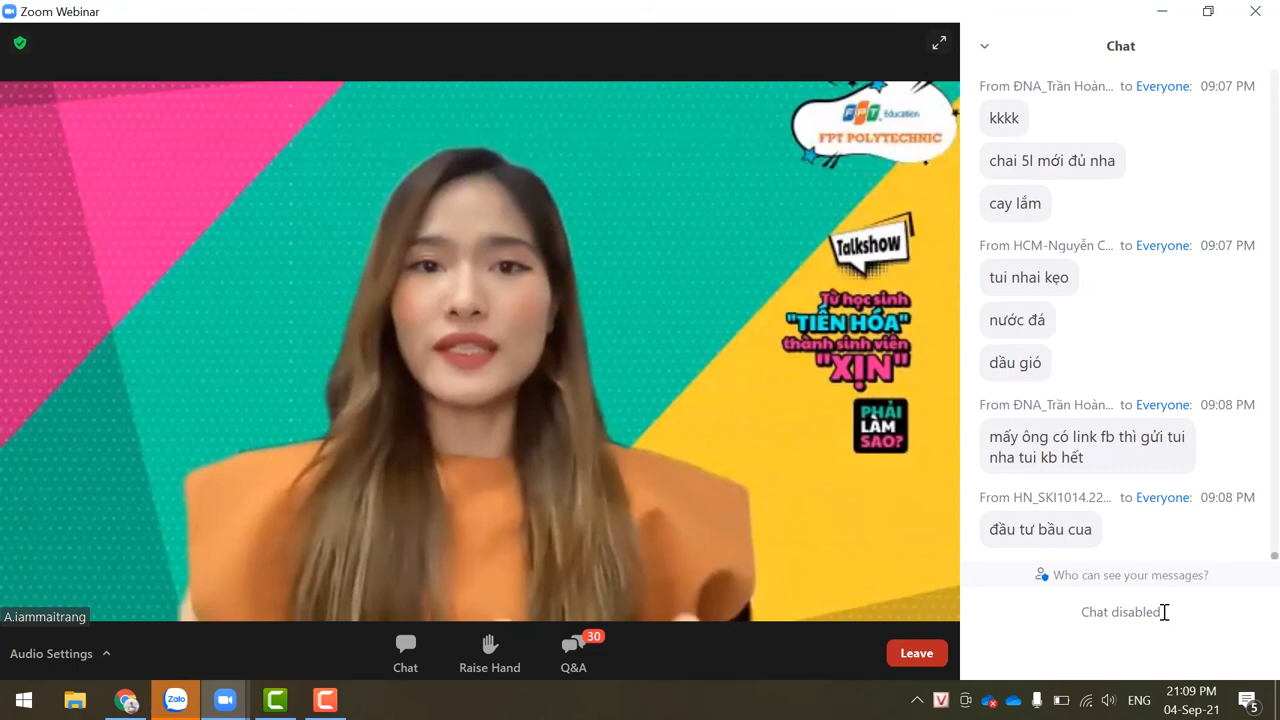 Zoom Webinar
FPT Education
FPT POLYTECHNIC
Talkshow
Từ học sinh
"TIẾN HÓA"
thành sinh viên
"XỊN"
PHẢI
LÀM
SAO?
A.iammaitrang
Audio Settings
Chat
Raise Hand
30
Q&A
Leave
Chat
From ĐNA_Trần Hoàn... to Everyone: 09:07 PM
kkkk
chai 5l mới đủ nha
cay lắm
From HCM-Nguyễn C... to Everyone: 09:07 PM
tui nhai kẹo
nước đá
dầu gió
From ĐNA_Trần Hoàn... to Everyone: 09:08 PM
mấy ông có link fb thì gửi tui
nha tui kb hết
From HN_SKI1014.22... to Everyone: 09:08 PM
đầu tư bầu cua
Who can see your messages?
Chat disabled
Zalo
ENG
21:09 PM
04-Sep-21
5